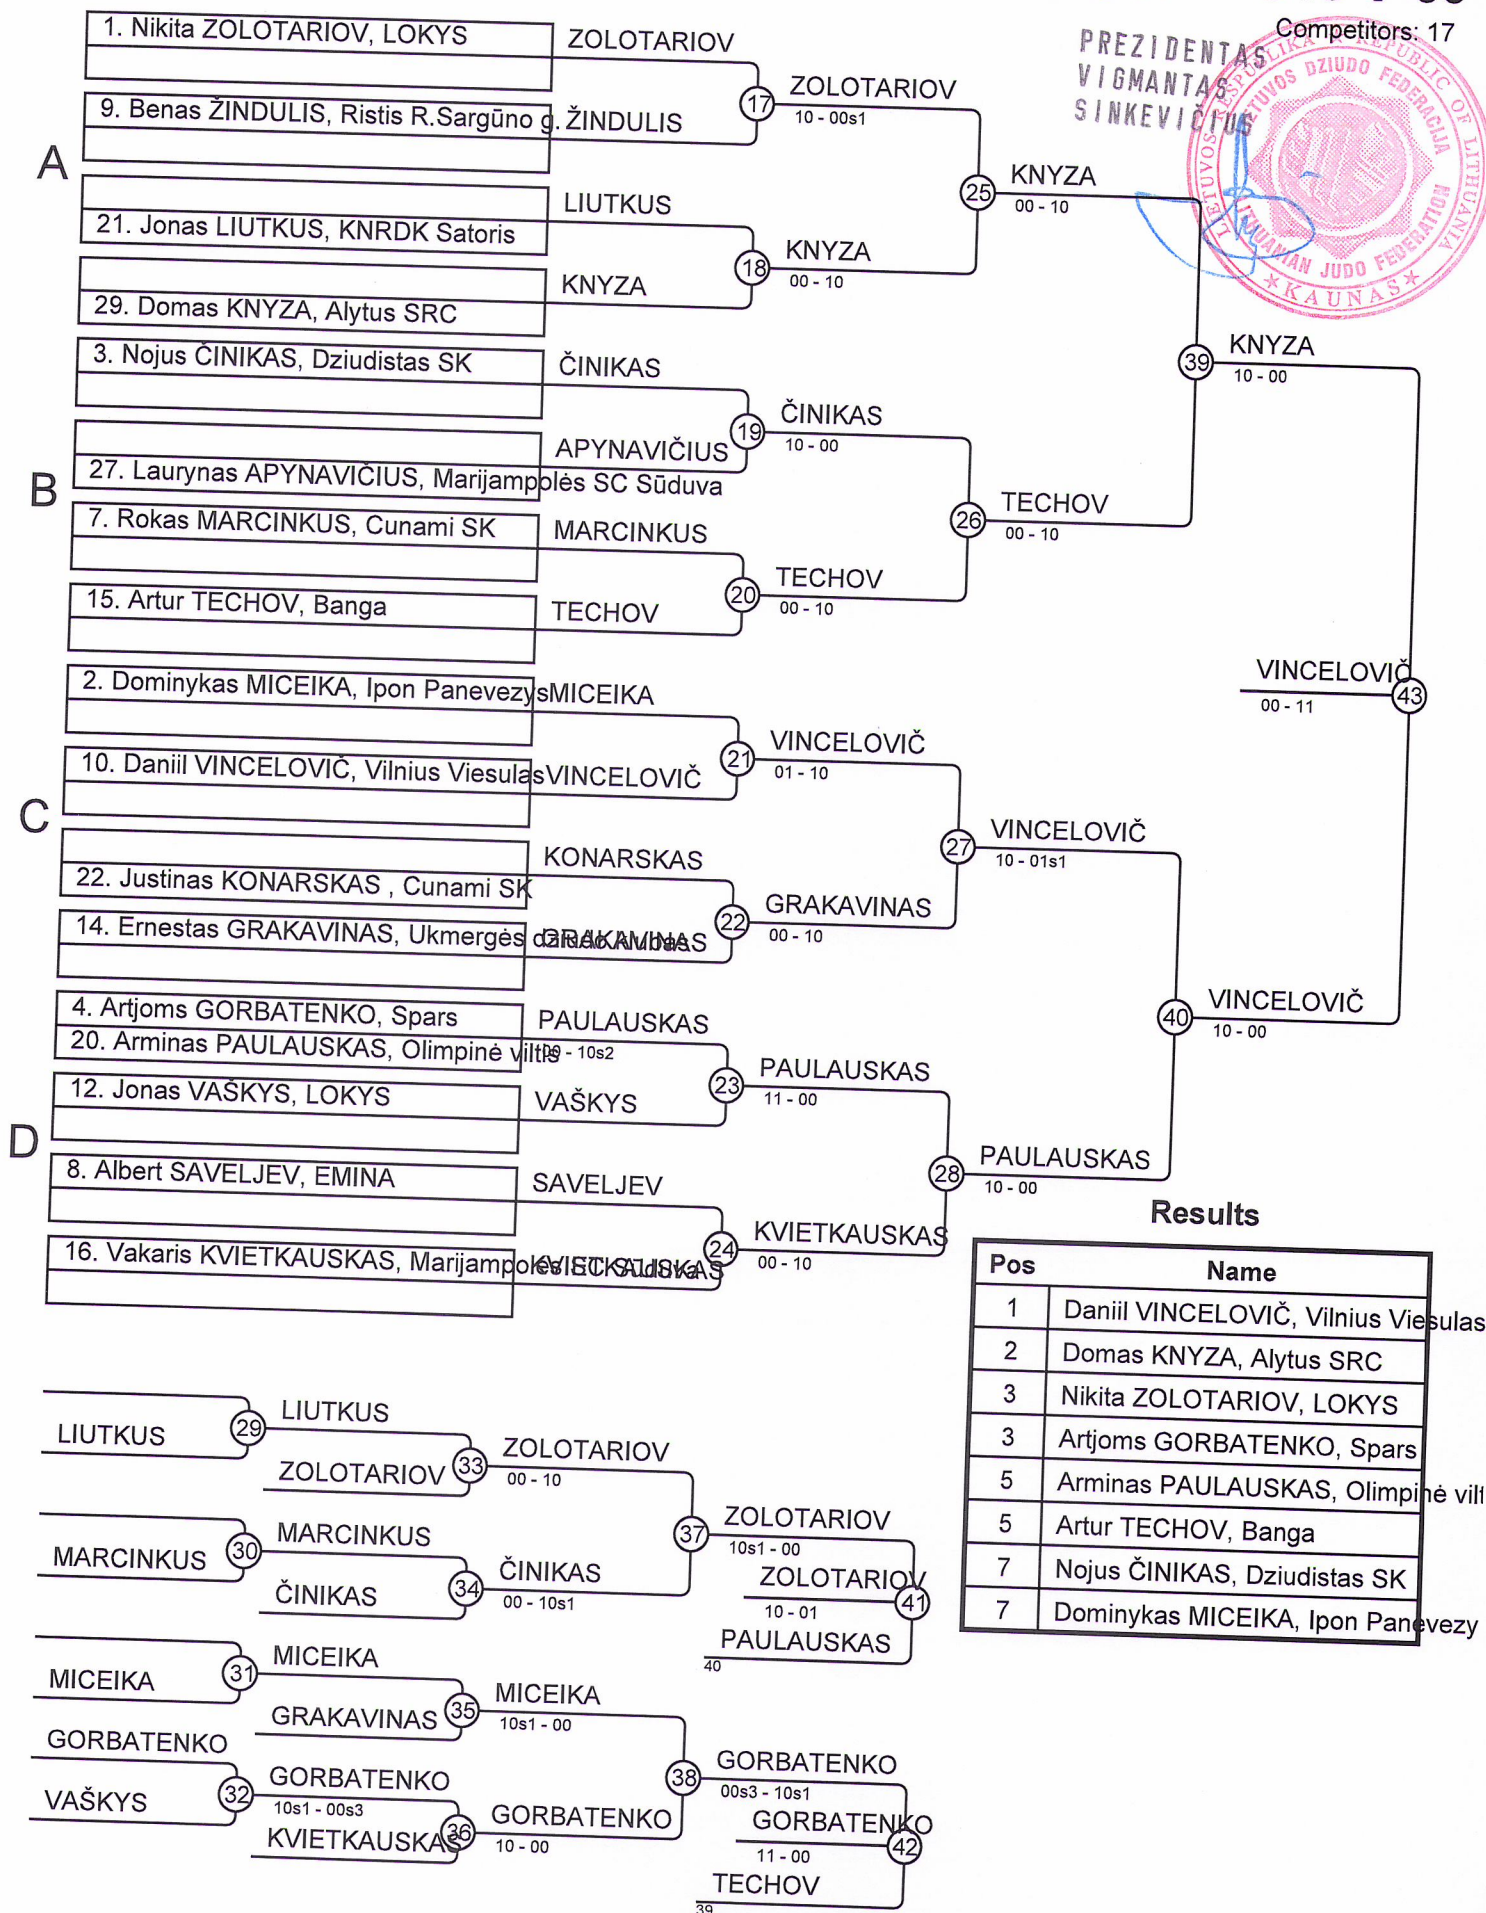 Competitors: 17
PREZIDENTAS
VIGMANTAS
SINKEVIČIUS
LIETUVOS RESPUBLIKA ★ REPUBLIC OF LITHUANIA
LIETUVOS DZIUDO FEDERACIJA
LITHUANIAN JUDO FEDERATION
★ KAUNAS ★
A
1. Nikita ZOLOTARIOV, LOKYS
ZOLOTARIOV
9. Benas ŽINDULIS, Ristis R.Sargūno g.
ŽINDULIS
17
ZOLOTARIOV
10 - 00s1
21. Jonas LIUTKUS, KNRDK Satoris
LIUTKUS
29. Domas KNYZA, Alytus SRC
KNYZA
18
KNYZA
00 - 10
25
KNYZA
00 - 10
B
3. Nojus ČINIKAS, Dziudistas SK
ČINIKAS
27. Laurynas APYNAVIČIUS, Marijampolės SC Sūduva
APYNAVIČIUS
19
ČINIKAS
10 - 00
7. Rokas MARCINKUS, Cunami SK
MARCINKUS
15. Artur TECHOV, Banga
TECHOV
20
TECHOV
00 - 10
26
TECHOV
00 - 10
39
KNYZA
10 - 00
C
2. Dominykas MICEIKA, Ipon Panevezys
MICEIKA
10. Daniil VINCELOVIČ, Vilnius Viesulas
VINCELOVIČ
21
VINCELOVIČ
01 - 10
22. Justinas KONARSKAS , Cunami SK
KONARSKAS
14. Ernestas GRAKAVINAS, Ukmergės dziudo klubas
GRAKAVINAS
22
GRAKAVINAS
00 - 10
27
VINCELOVIČ
10 - 01s1
D
4. Artjoms GORBATENKO, Spars
20. Arminas PAULAUSKAS, Olimpinė viltis
PAULAUSKAS
00 - 10s2
12. Jonas VAŠKYS, LOKYS
VAŠKYS
23
PAULAUSKAS
11 - 00
8. Albert SAVELJEV, EMINA
SAVELJEV
16. Vakaris KVIETKAUSKAS, Marijampolės SC Sūduva
KVIETKAUSKAS
24
KVIETKAUSKAS
00 - 10
28
PAULAUSKAS
10 - 00
40
VINCELOVIČ
10 - 00
VINCELOVIČ
43
00 - 11
LIUTKUS
29
LIUTKUS
ZOLOTARIOV
33
ZOLOTARIOV
00 - 10
MARCINKUS
30
MARCINKUS
ČINIKAS
34
ČINIKAS
00 - 10s1
37
ZOLOTARIOV
10s1 - 00
ZOLOTARIOV
41
10 - 01
PAULAUSKAS
40
MICEIKA
31
MICEIKA
GRAKAVINAS
35
MICEIKA
10s1 - 00
GORBATENKO
VAŠKYS
32
GORBATENKO
10s1 - 00s3
KVIETKAUSKAS
36
GORBATENKO
10 - 00
38
GORBATENKO
00s3 - 10s1
GORBATENKO
42
11 - 00
TECHOV
39
Results
Pos Name
1 Daniil VINCELOVIČ, Vilnius Viesulas
2 Domas KNYZA, Alytus SRC
3 Nikita ZOLOTARIOV, LOKYS
3 Artjoms GORBATENKO, Spars
5 Arminas PAULAUSKAS, Olimpinė vilt
5 Artur TECHOV, Banga
7 Nojus ČINIKAS, Dziudistas SK
7 Dominykas MICEIKA, Ipon Panevezy